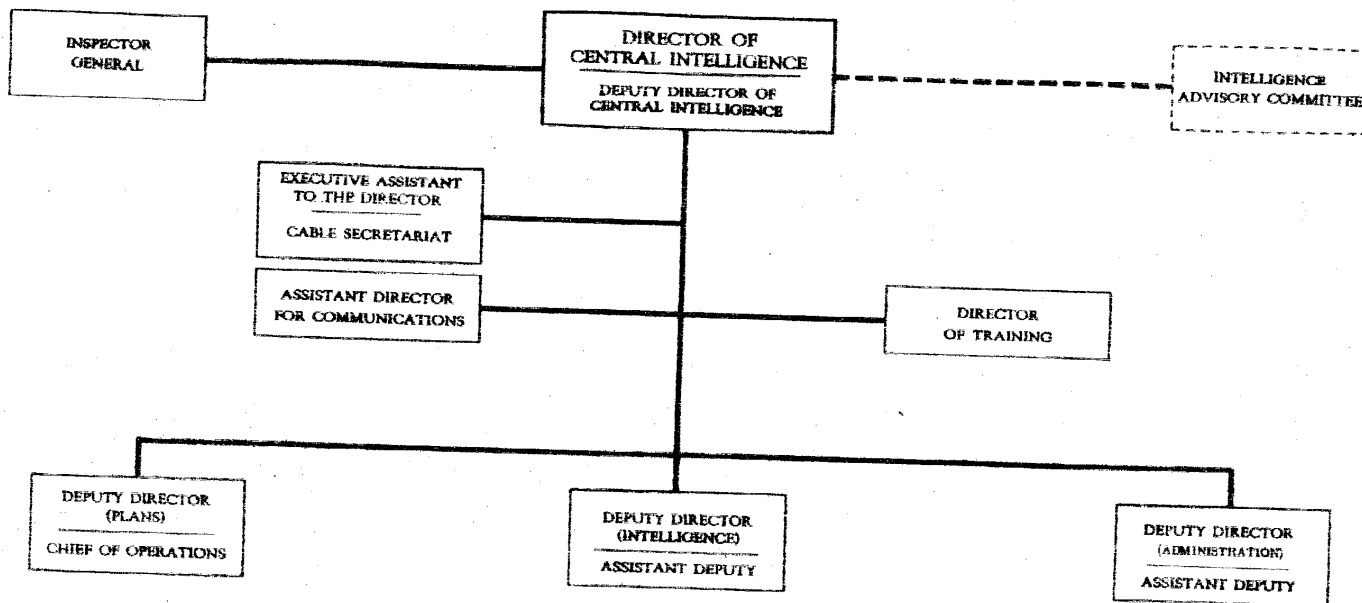 INSPECTOR
GENERAL
DIRECTOR OF
CENTRAL INTELLIGENCE
DEPUTY DIRECTOR OF
CENTRAL INTELLIGENCE
INTELLIGENCE
ADVISORY COMMITTEE
EXECUTIVE ASSISTANT
TO THE DIRECTOR
CABLE SECRETARIAT
ASSISTANT DIRECTOR
FOR COMMUNICATIONS
DIRECTOR
OF TRAINING
DEPUTY DIRECTOR
(PLANS)
CHIEF OF OPERATIONS
DEPUTY DIRECTOR
(INTELLIGENCE)
ASSISTANT DEPUTY
DEPUTY DIRECTOR
(ADMINISTRATION)
ASSISTANT DEPUTY